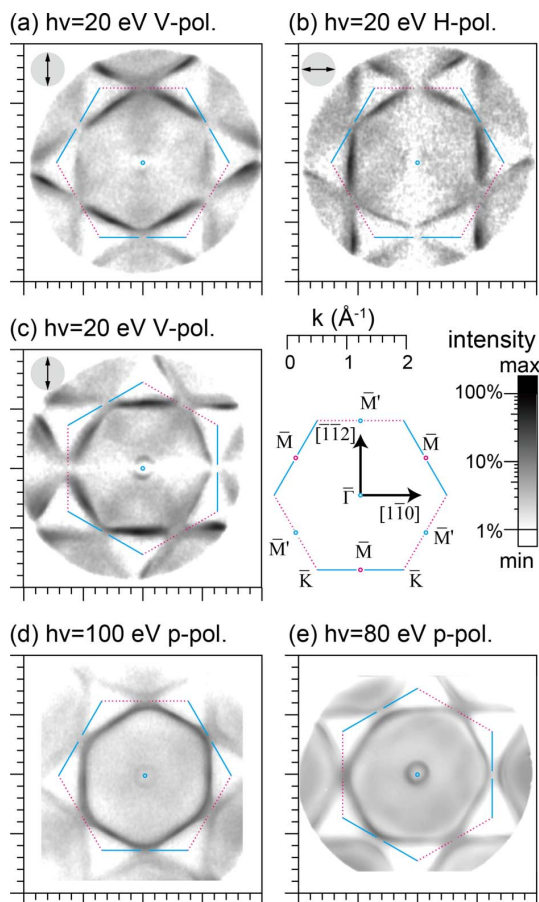 (a) hν=20 eV V-pol.
(b) hν=20 eV H-pol.
(c) hν=20 eV V-pol.
k (Å⁻¹)
0 1 2
intensity
max
100%
10%
1%
min
M̄'
[1̄1̄2]
M̄
M̄
Γ̄
[11̄0]
M̄'
M̄
M̄'
K̄
K̄
(d) hν=100 eV p-pol.
(e) hν=80 eV p-pol.